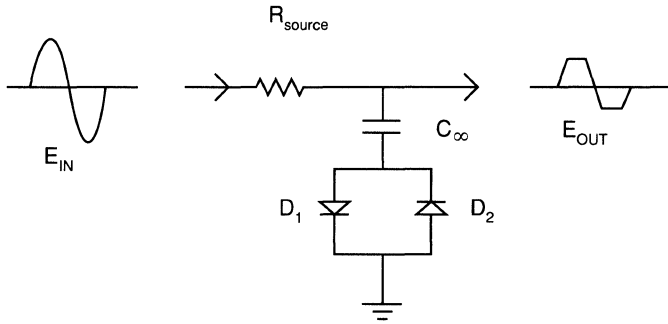 R_source
E_IN
C_∞
E_OUT
D_1
D_2